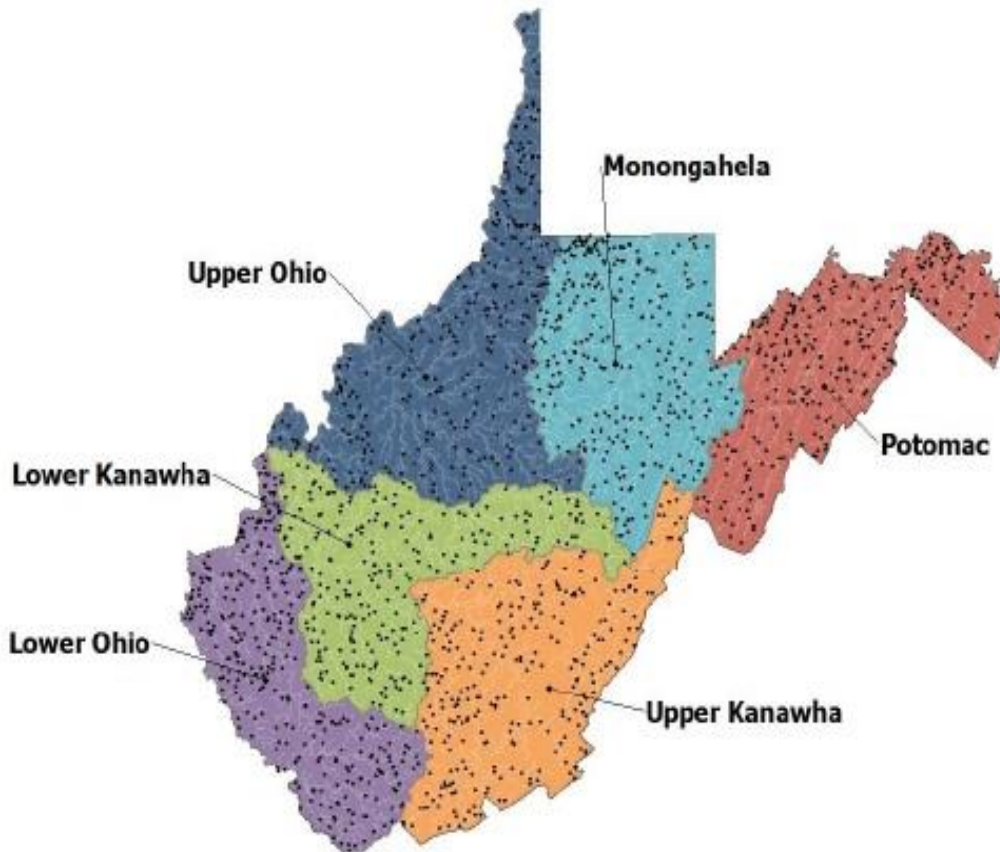 Monongahela
Upper Ohio
Potomac
Lower Kanawha
Lower Ohio
Upper Kanawha